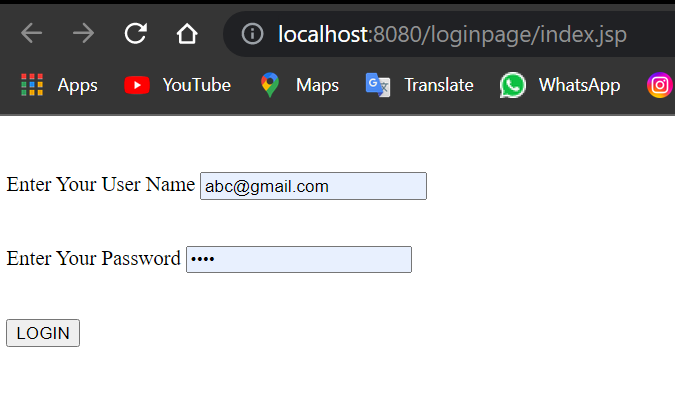 localhost:8080/loginpage/index.jsp
Apps YouTube Maps Translate WhatsApp
Enter Your User Name abc@gmail.com
Enter Your Password ••••
LOGIN